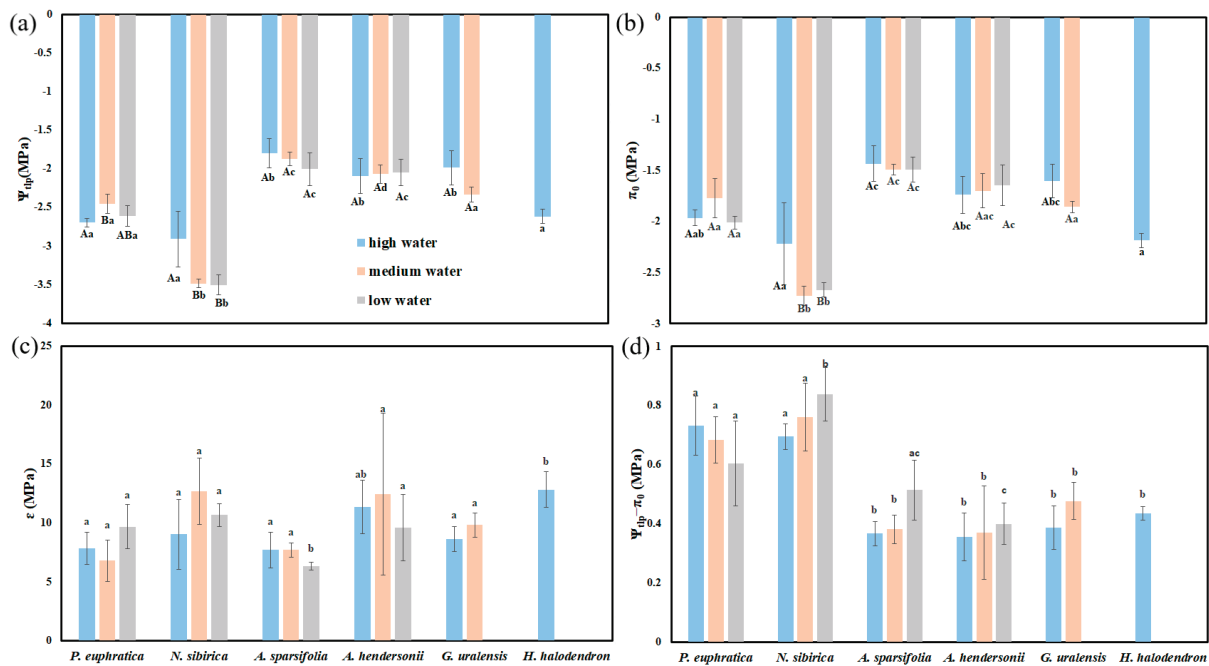 (a)
0
-0.5
-1
-1.5
-2
-2.5
-3
-3.5
-4
Ψtlp(MPa)
Aa
Ba
ABa
Aa
Bb
Bb
Ab
Ac
Ac
Ab
Ad
Ac
Ab
Aa
a
high water
medium water
low water
(b)
0
-0.5
-1
-1.5
-2
-2.5
-3
π0 (MPa)
Aab
Aa
Aa
Aa
Bb
Bb
Ac
Ac
Ac
Abc
Aac
Ac
Abc
Aa
a
(c)
25
20
15
10
5
0
ε (MPa)
a
a
a
a
a
a
a
a
b
ab
a
a
a
a
b
P. euphratica
N. sibirica
A. sparsifolia
A. hendersonii
G. uralensis
H. halodendron
(d)
1
0.8
0.6
0.4
0.2
0
Ψtlp−π0 (MPa)
a
a
a
a
a
b
b
b
ac
b
b
c
b
b
b
P. euphratica
N. sibirica
A. sparsifolia
A. hendersonii
G. uralensis
H. halodendron